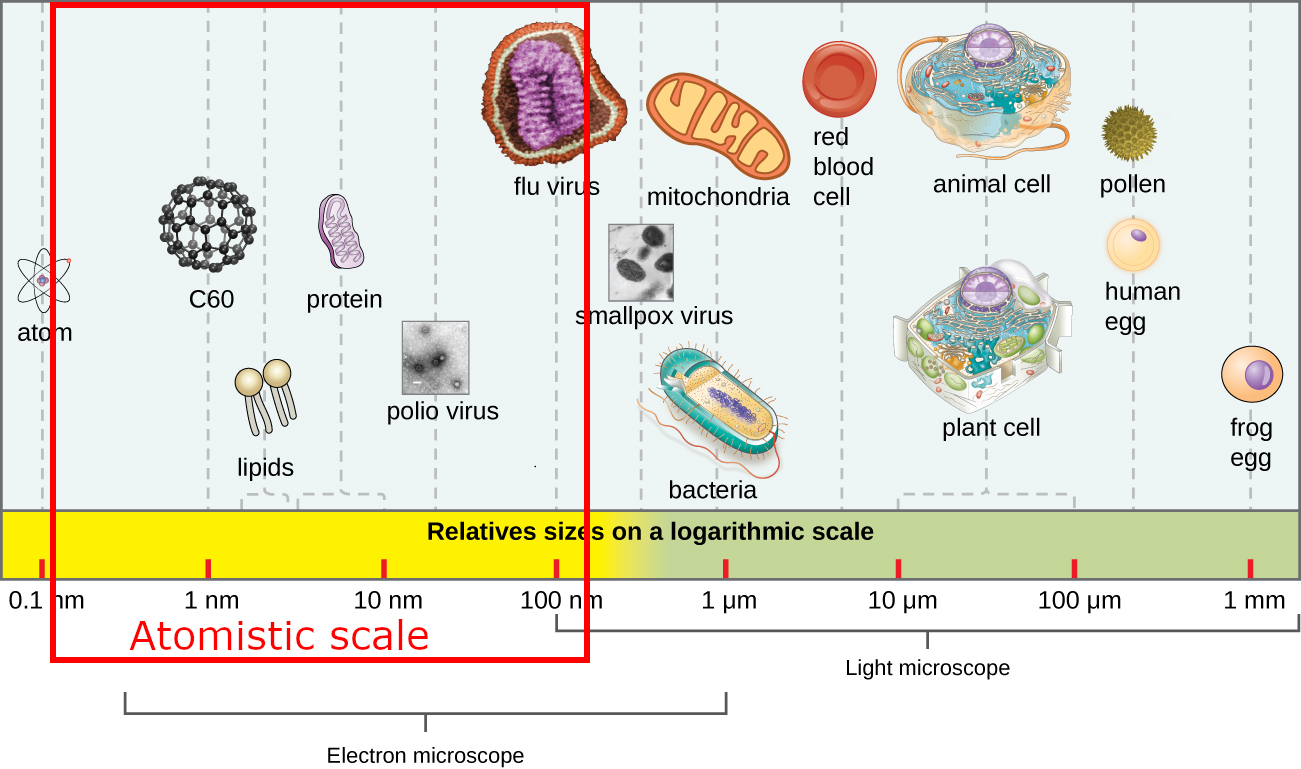 flu virus
mitochondria
red
blood
cell
animal cell
pollen
atom
C60
protein
smallpox virus
human
egg
lipids
polio virus
bacteria
plant cell
frog
egg
Relatives sizes on a logarithmic scale
0.1 nm
1 nm
10 nm
100 nm
1 µm
10 µm
100 µm
1 mm
Atomistic scale
Light microscope
Electron microscope